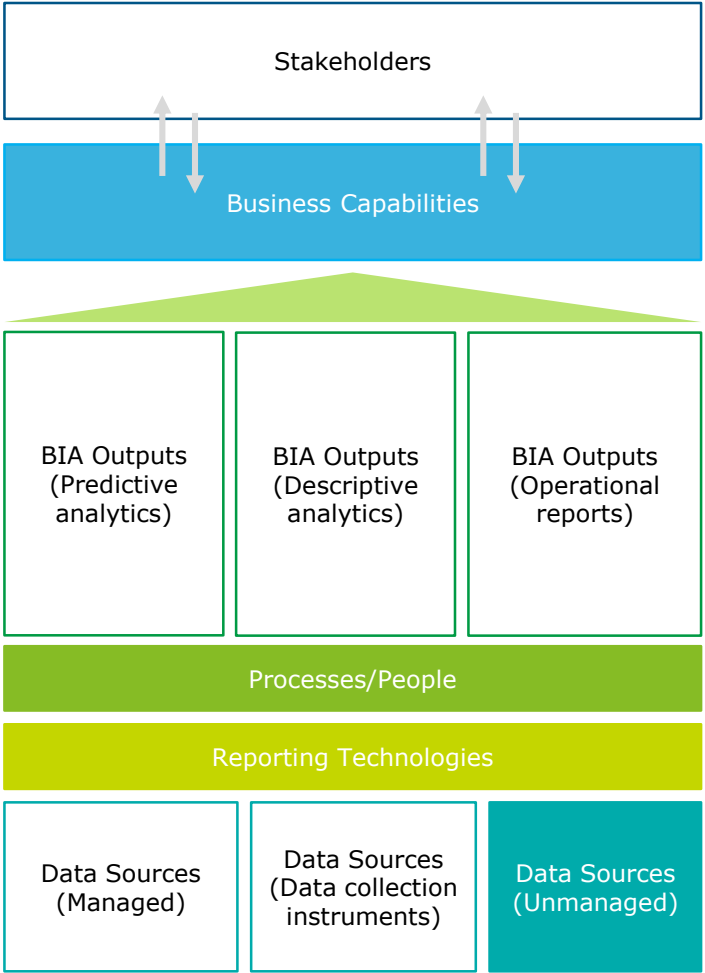 Stakeholders
Business Capabilities
BIA Outputs
(Predictive
analytics)
BIA Outputs
(Descriptive
analytics)
BIA Outputs
(Operational
reports)
Processes/People
Reporting Technologies
Data Sources
(Managed)
Data Sources
(Data collection
instruments)
Data Sources
(Unmanaged)